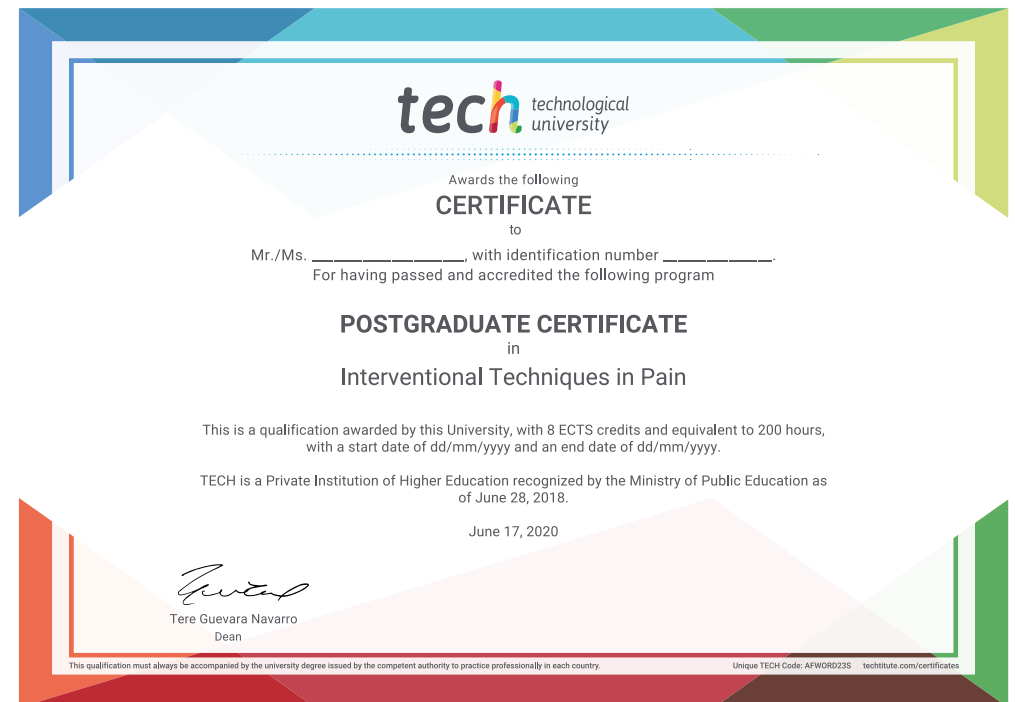 tech technological
university
Awards the following
CERTIFICATE
to
Mr./Ms. ____________, with identification number ____________.
For having passed and accredited the following program
POSTGRADUATE CERTIFICATE
in
Interventional Techniques in Pain
This is a qualification awarded by this University, with 8 ECTS credits and equivalent to 200 hours,
with a start date of dd/mm/yyyy and an end date of dd/mm/yyyy.
TECH is a Private Institution of Higher Education recognized by the Ministry of Public Education as
of June 28, 2018.
June 17, 2020
Tere Guevara Navarro
Dean
This qualification must always be accompanied by the university degree issued by the competent authority to practice professionally in each country.
Unique TECH Code: AFWORD23S techtitute.com/certificates